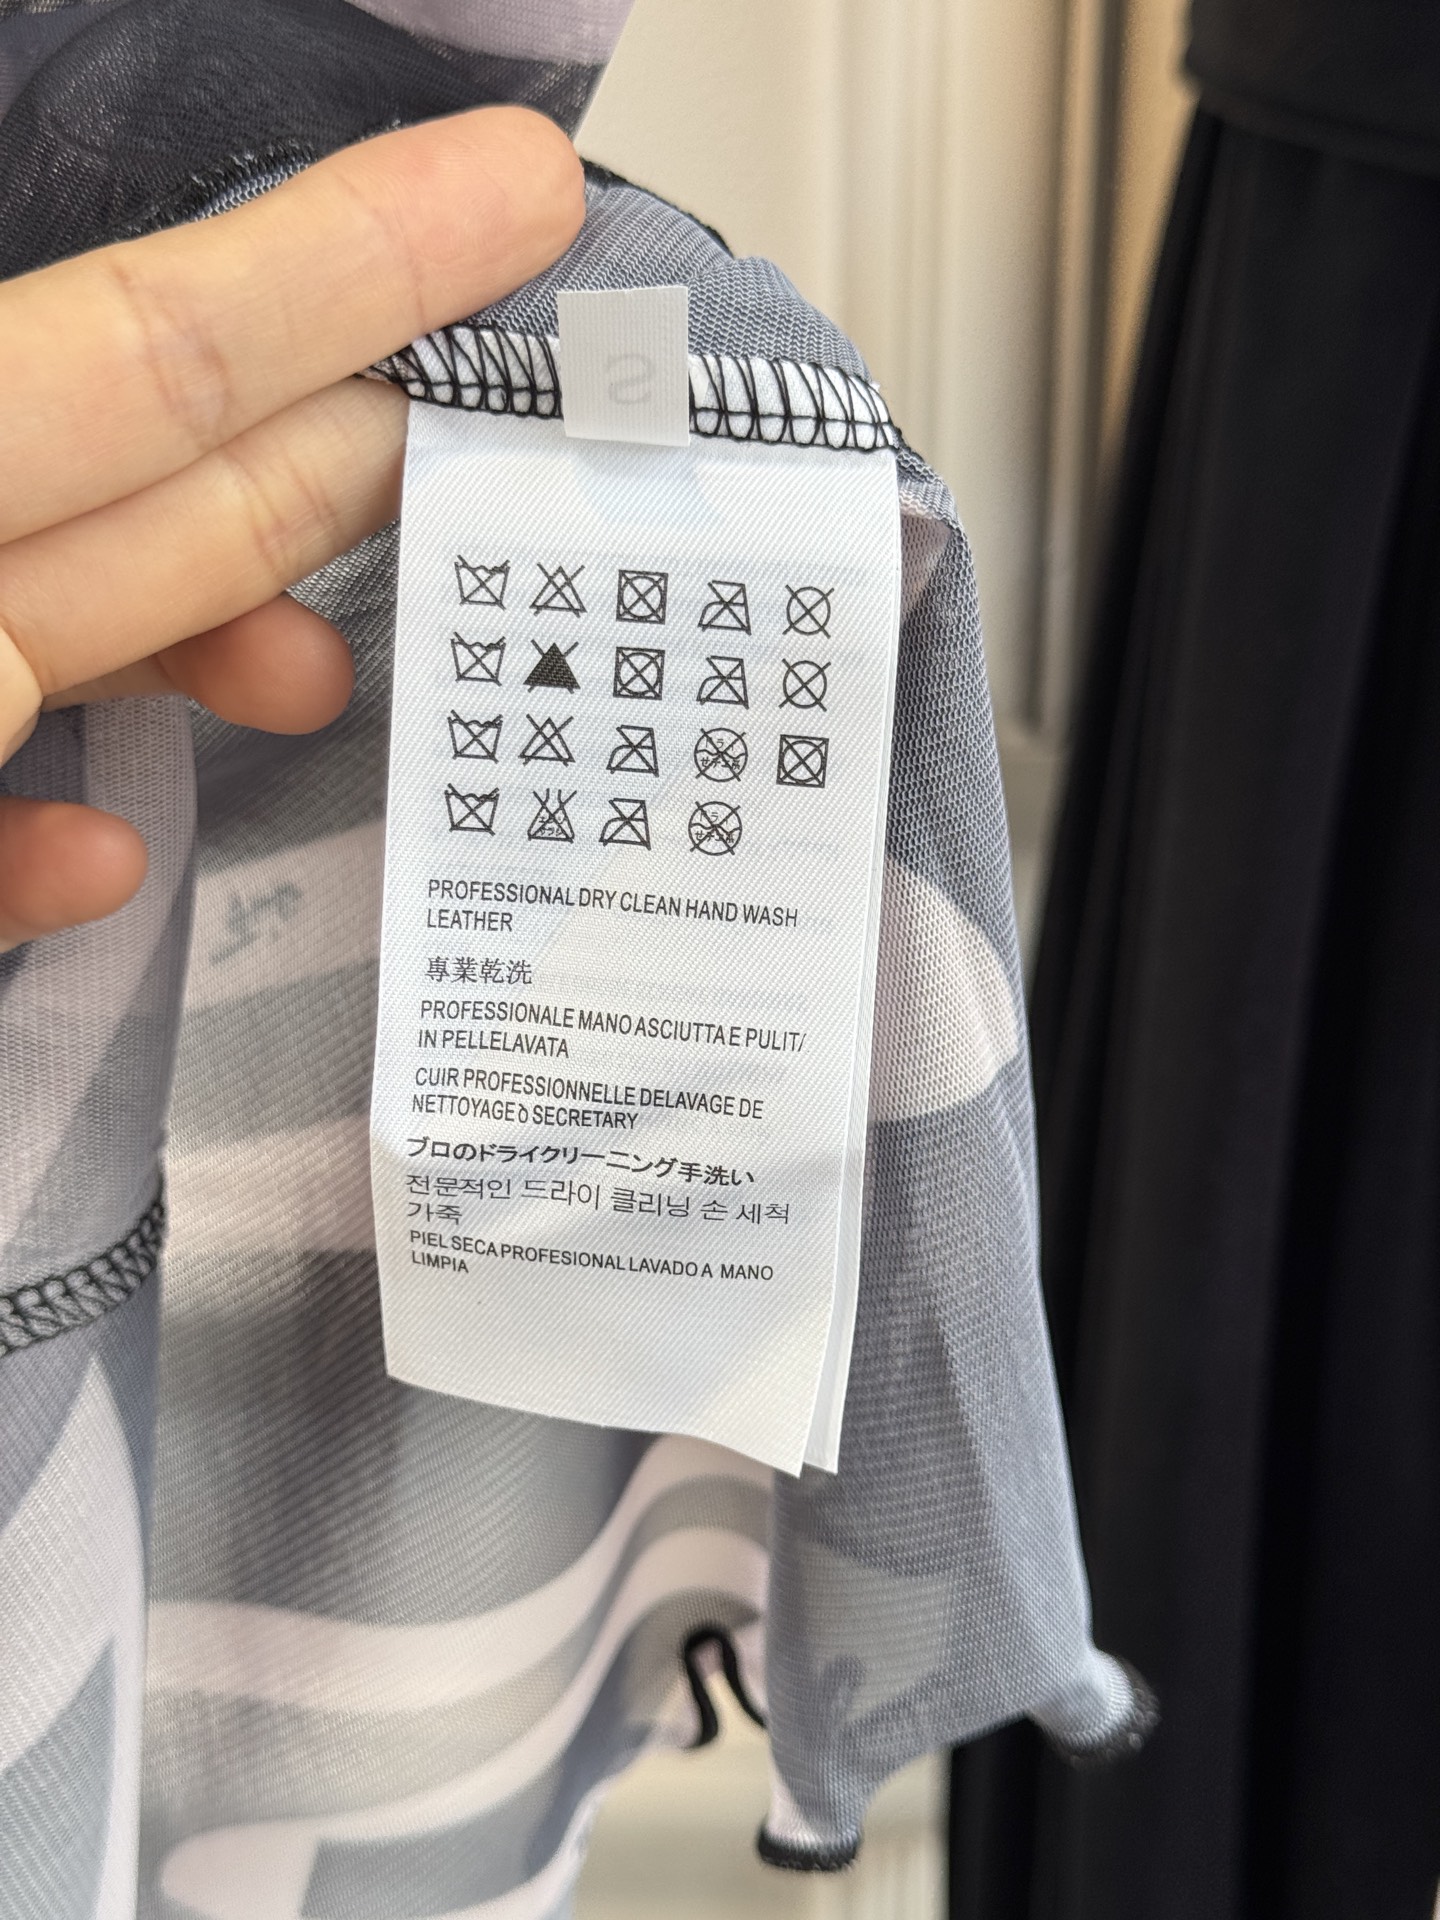 S
PROFESSIONAL DRY CLEAN HAND WASH
LEATHER
專業乾洗
PROFESSIONALE MANO ASCIUTTA E PULIT/
IN PELLELAVATA
CUIR PROFESSIONNELLE DELAVAGE DE
NETTOYAGE ò SECRETARY
プロのドライクリーニング手洗い
전문적인 드라이 클리닝 손 세척
가죽
PIEL SECA PROFESIONAL LAVADO A MANO
LIMPIA